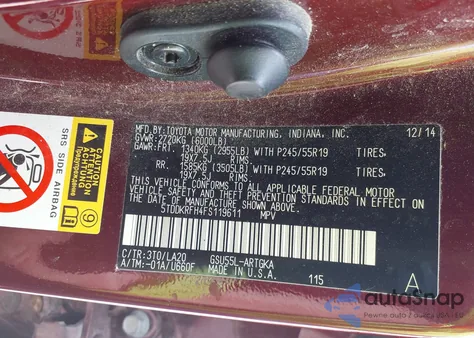 MFD.BY:TOYOTA MOTOR MANUFACTURING, INDIANA, INC. 12/14
GVWR:2720KG (6000LB)
GAWR:FRT. 1340KG (2955LB) WITH P245/55R19 TIRES,
19X7.5J RIMS,
RR. 1585KG (3505LB) WITH P245/55R19 TIRES,
19X7.5J RIMS,
THIS VEHICLE CONFORMS TO ALL APPLICABLE FEDERAL MOTOR
VEHICLE SAFETY AND THEFT PREVENTION STANDARDS IN EFFECT
ON THE DATE OF MANUFACTURE SHOWN ABOVE.
5TDDKRFH4FS119611 MPV
C/TR:3T0/LA20 GSU55L-ARTGKA
A/TM:-01A/U660F MADE IN U.S.A. 115 A
SRS SIDE AIRBAG
CAUTION
ATTENTION
autoSnap